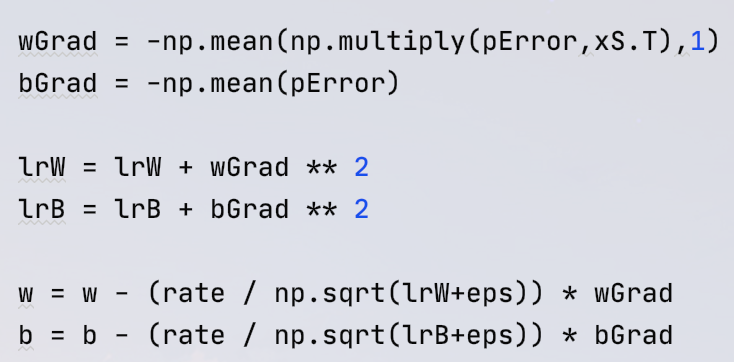 wGrad = -np.mean(np.multiply(pError,xS.T),1)
bGrad = -np.mean(pError)
lrW = lrW + wGrad ** 2
lrB = lrB + bGrad ** 2
w = w - (rate / np.sqrt(lrW+eps)) * wGrad
b = b - (rate / np.sqrt(lrB+eps)) * bGrad